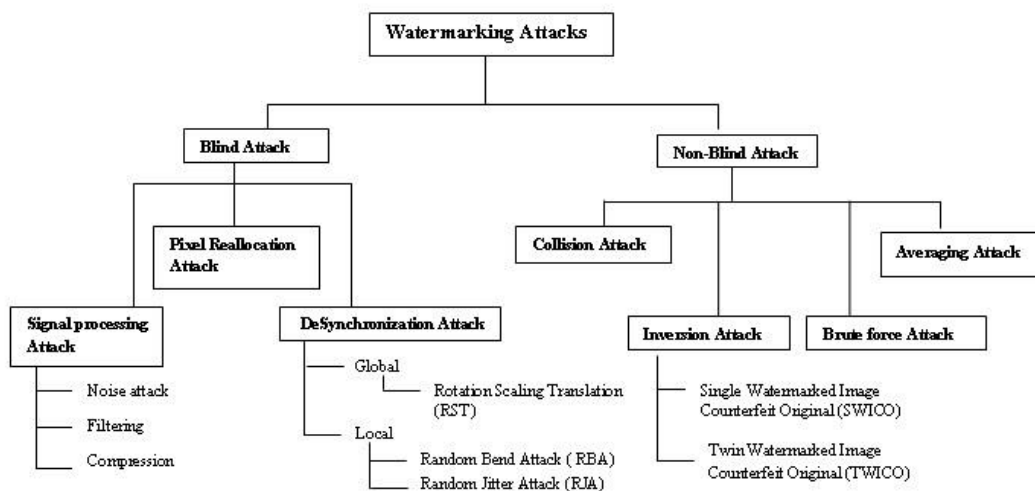 Watermarking Attacks
Blind Attack
Non-Blind Attack
Pixel Reallocation
Attack
Collision Attack
Averaging Attack
Signal processing
Attack
DeSynchronization Attack
Inversion Attack
Brute force Attack
Noise attack
Filtering
Compression
Global
Rotation Scaling Translation
(RST)
Local
Random Bend Attack ( RBA)
Random Jitter Attack (RJA)
Single Watermarked Image
Counterfeit Original (SWICO)
Twin Watermarked Image
Counterfeit Original (TWICO)